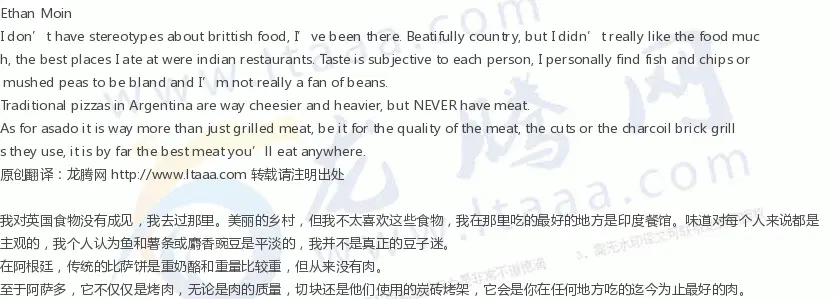 Ethan Moin
I don't have stereotypes about brittish food, I've been there. Beatifully country, but I didn't really like the food muc
h, the best places I ate at were indian restaurants. Taste is subjective to each person, I personally find fish and chips or
mushed peas to be bland and I'm not really a fan of beans.
Traditional pizzas in Argentina are way cheesier and heavier, but NEVER have meat.
As for asado it is way more than just grilled meat, be it for the quality of the meat, the cuts or the charcoil brick grill
s they use, it is by far the best meat you'll eat anywhere.
原创翻译：龙腾网 http://www.ltaaa.com 转载请注明出处
我对英国食物没有成见，我去过那里。美丽的乡村，但我不太喜欢这些食物，我在那里吃的最好的地方是印度餐馆。味道对每个人来说都是
主观的，我个人认为鱼和薯条或麝香豌豆是平淡的，我并不是真正的豆子迷。
在阿根廷，传统的比萨饼是重奶酪和重量比较重，但从来没有肉。
至于阿萨多，它不仅仅是烤肉，无论是肉的质量，切块还是他们使用的炭砖烤架，它会是你在任何地方吃的迄今为止最好的肉。
龙腾网
www.ltaaa.com